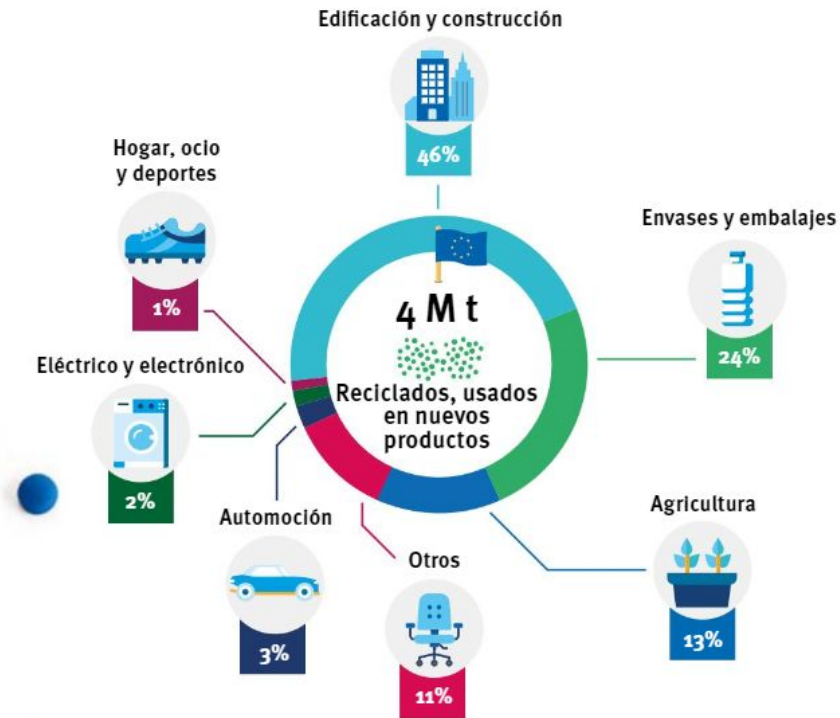 Edificación y construcción
46%
Hogar, ocio
y deportes
1%
Envases y embalajes
24%
4 Mt
Reciclados, usados
en nuevos
productos
Eléctrico y electrónico
2%
Automoción
3%
Otros
11%
Agricultura
13%